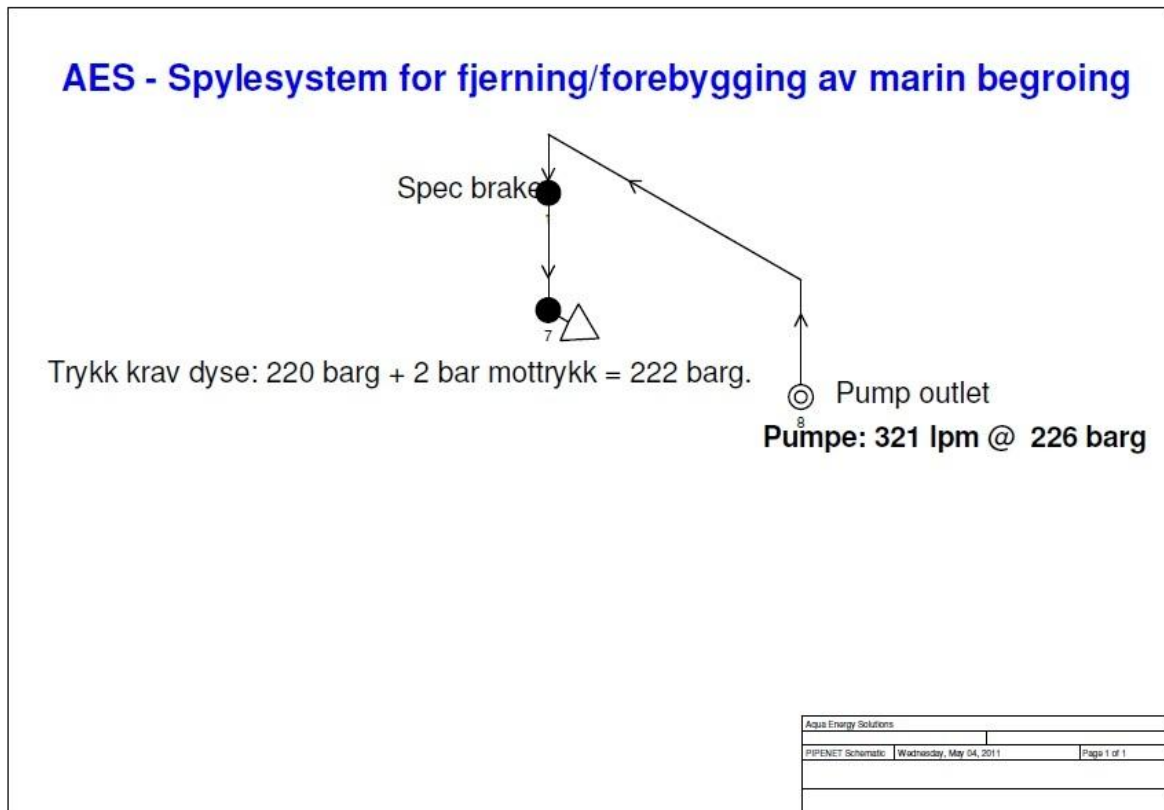 AES - Spylesystem for fjerning/forebygging av marin begroing
Spec brake
1
7
Trykk krav dyse: 220 barg + 2 bar mottrykk = 222 barg.
Pump outlet
8
Pumpe: 321 lpm @ 226 barg
Aqua Energy Solutions
PIPENET Schematic Wednesday, May 04, 2011 Page 1 of 1